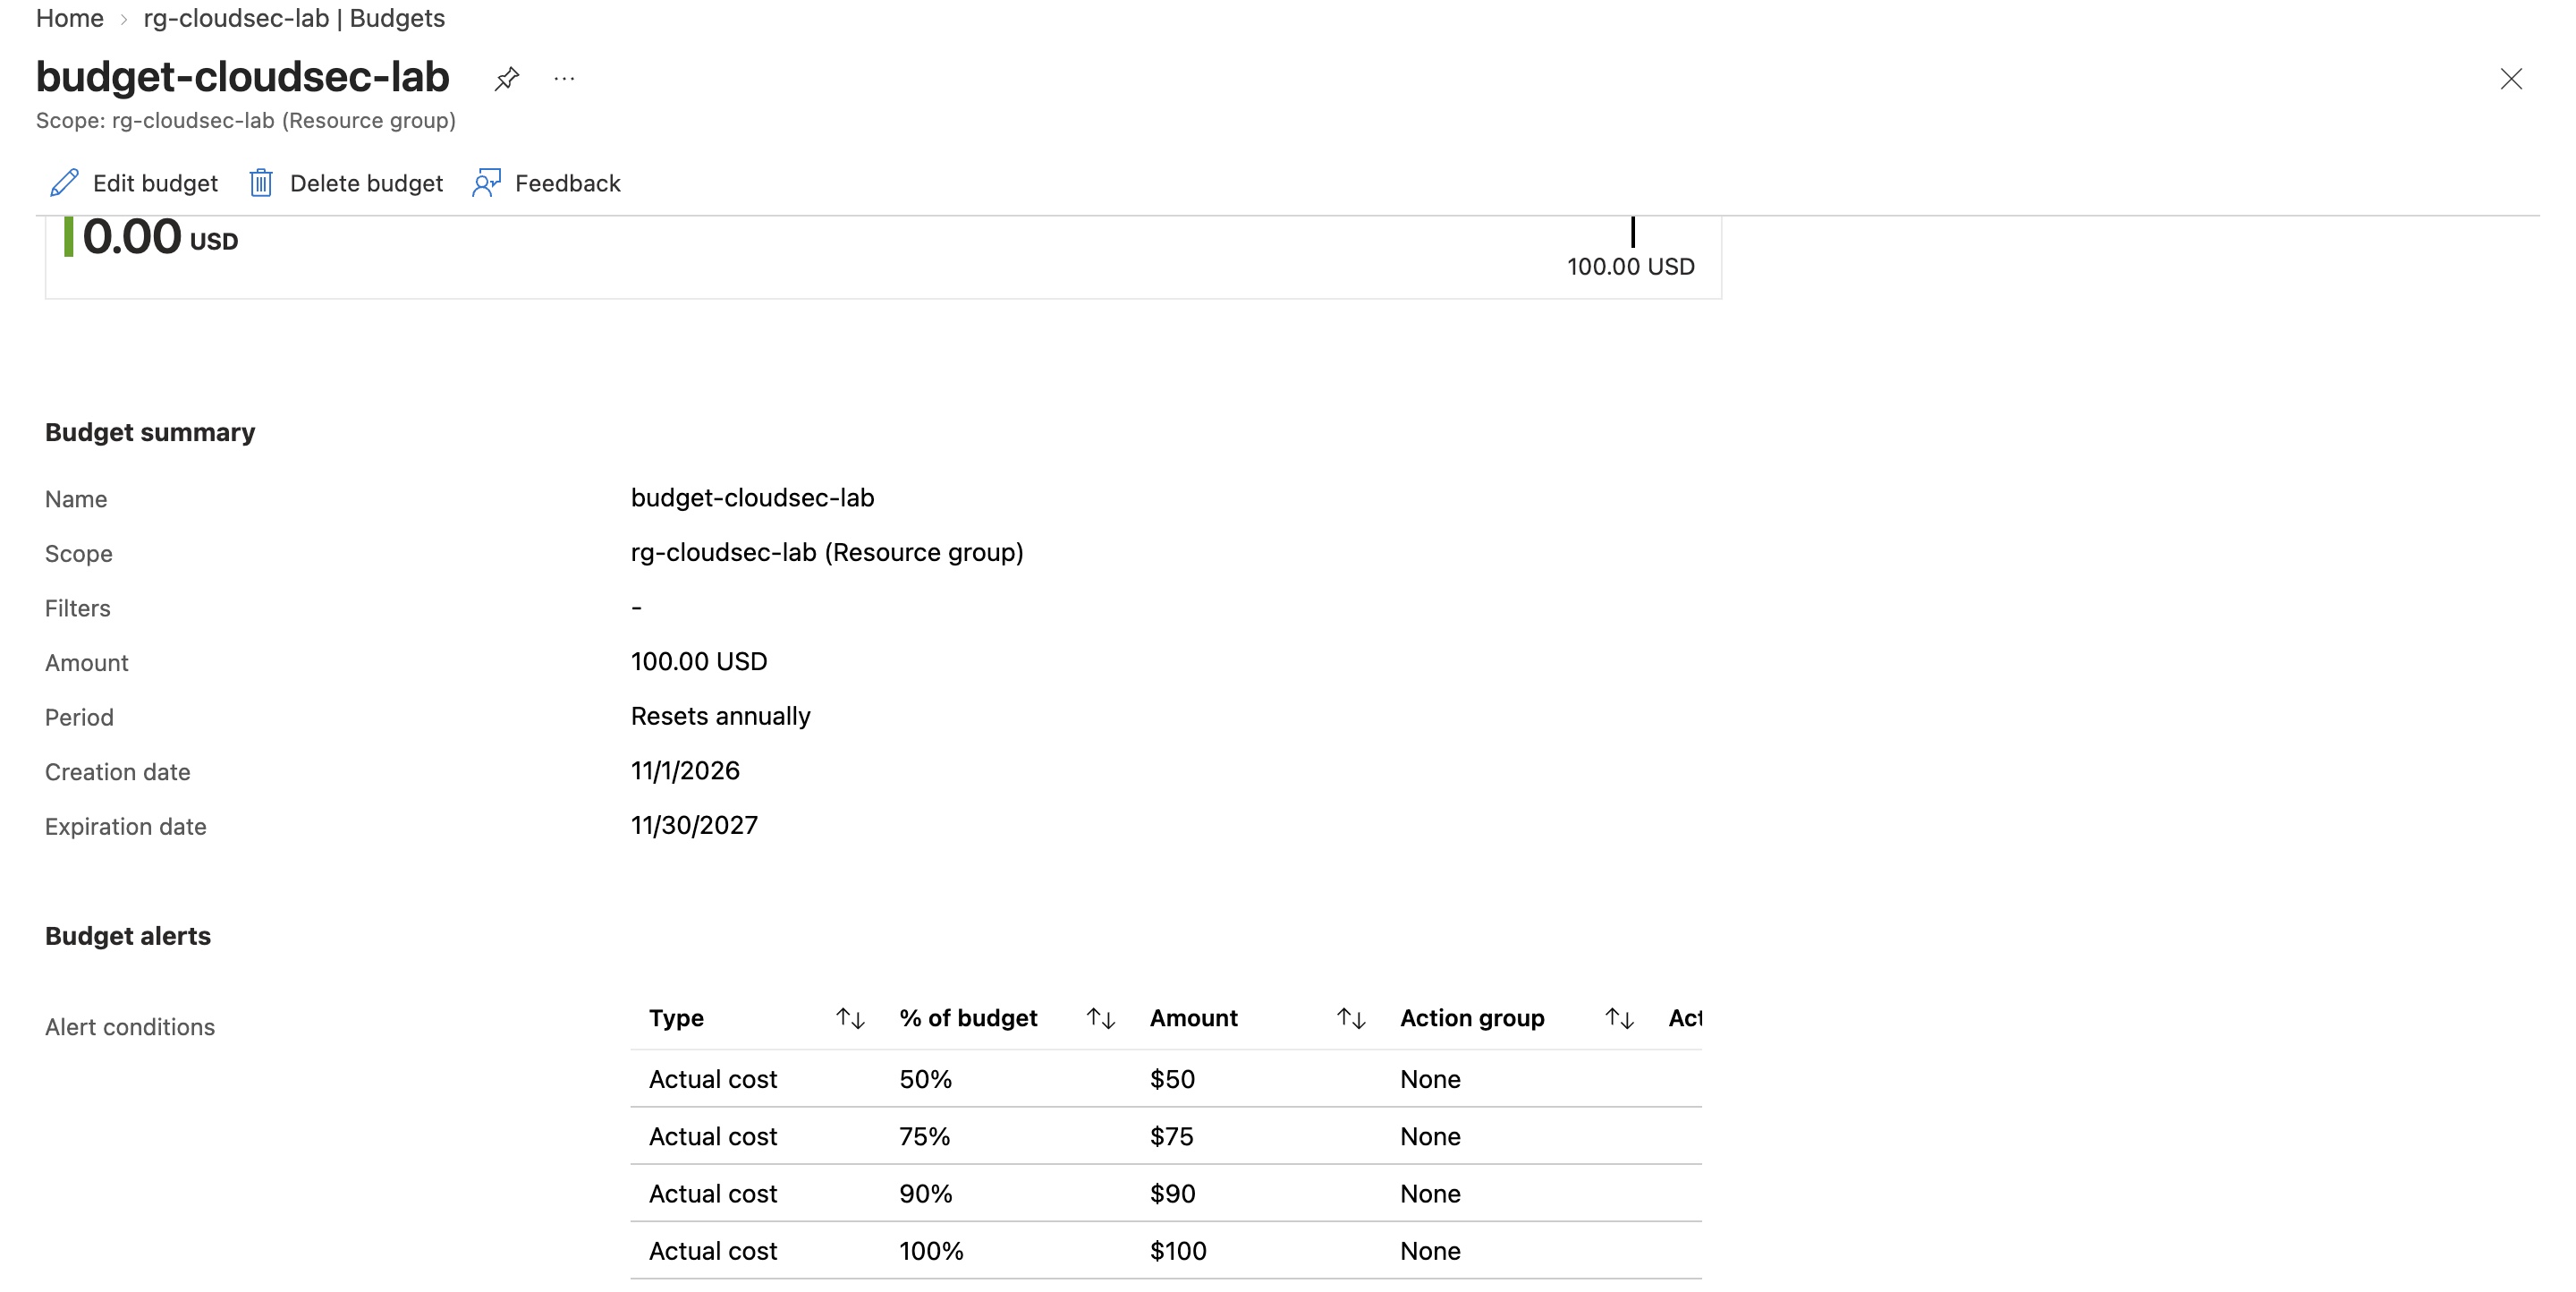 Home > rg-cloudsec-lab | Budgets
budget-cloudsec-lab ...
Scope: rg-cloudsec-lab (Resource group)
Edit budget Delete budget Feedback
0.00 USD
100.00 USD
Budget summary
Name budget-cloudsec-lab
Scope rg-cloudsec-lab (Resource group)
Filters -
Amount 100.00 USD
Period Resets annually
Creation date 11/1/2026
Expiration date 11/30/2027
Budget alerts
Alert conditions
Type % of budget Amount Action group Act
Actual cost 50% $50 None
Actual cost 75% $75 None
Actual cost 90% $90 None
Actual cost 100% $100 None